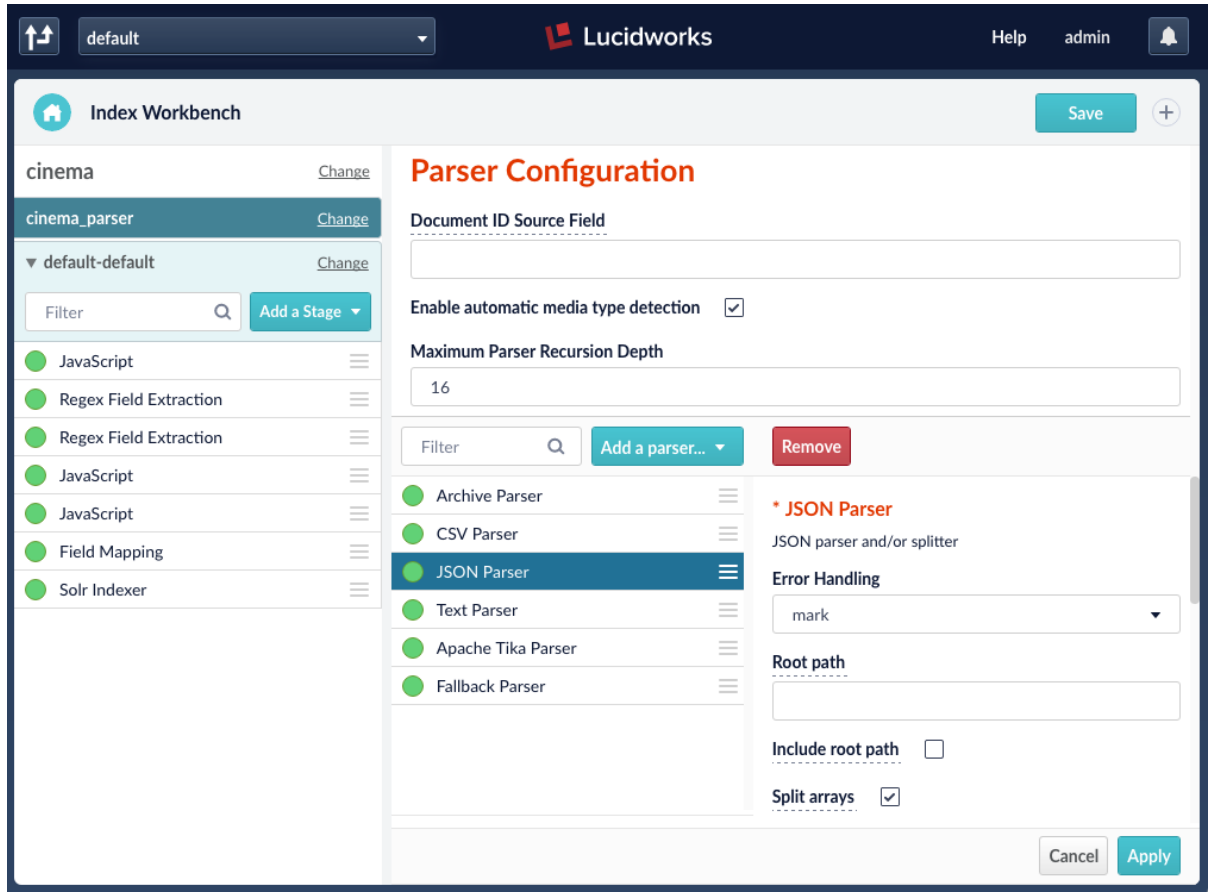 default
Lucidworks
Help
admin
Index Workbench
Save
cinema
Change
cinema_parser
Change
default-default
Change
Filter
Add a Stage
JavaScript
Regex Field Extraction
Regex Field Extraction
JavaScript
JavaScript
Field Mapping
Solr Indexer
Parser Configuration
Document ID Source Field
Enable automatic media type detection
Maximum Parser Recursion Depth
16
Filter
Add a parser...
Remove
Archive Parser
CSV Parser
JSON Parser
Text Parser
Apache Tika Parser
Fallback Parser
* JSON Parser
JSON parser and/or splitter
Error Handling
mark
Root path
Include root path
Split arrays
Cancel
Apply